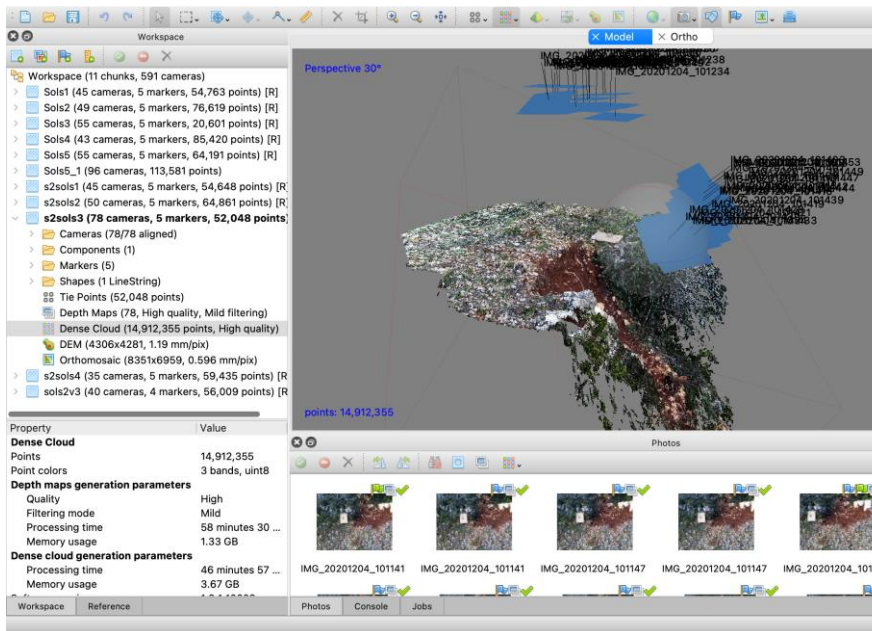 Workspace
Workspace (11 chunks, 591 cameras)
Sols1 (45 cameras, 5 markers, 54,763 points) [R]
Sols2 (49 cameras, 5 markers, 76,619 points) [R]
Sols3 (55 cameras, 5 markers, 20,601 points) [R]
Sols4 (43 cameras, 5 markers, 85,420 points) [R]
Sols5 (55 cameras, 5 markers, 64,191 points) [R]
Sols5_1 (96 cameras, 113,581 points)
s2sols1 (45 cameras, 5 markers, 54,648 points) [R
s2sols2 (50 cameras, 5 markers, 64,861 points) [R
s2sols3 (78 cameras, 5 markers, 52,048 points)
Cameras (78/78 aligned)
Components (1)
Markers (5)
Shapes (1 LineString)
Tie Points (52,048 points)
Depth Maps (78, High quality, Mild filtering)
Dense Cloud (14,912,355 points, High quality)
DEM (4306x4281, 1.19 mm/pix)
Orthomosaic (8351x6959, 0.596 mm/pix)
s2sols4 (35 cameras, 5 markers, 59,435 points) [R
sols2v3 (40 cameras, 4 markers, 56,009 points) [R
Property Value
Dense Cloud
Points 14,912,355
Point colors 3 bands, uint8
Depth maps generation parameters
Quality High
Filtering mode Mild
Processing time 58 minutes 30 ...
Memory usage 1.33 GB
Dense cloud generation parameters
Processing time 46 minutes 57 ...
Memory usage 3.67 GB
Workspace Reference
Model Ortho
Perspective 30°
IMG_20201204_101234
points: 14,912,355
Photos
IMG_20201204_101141 IMG_20201204_101141 IMG_20201204_101147 IMG_20201204_101147 IMG_20201204_101
Photos Console Jobs